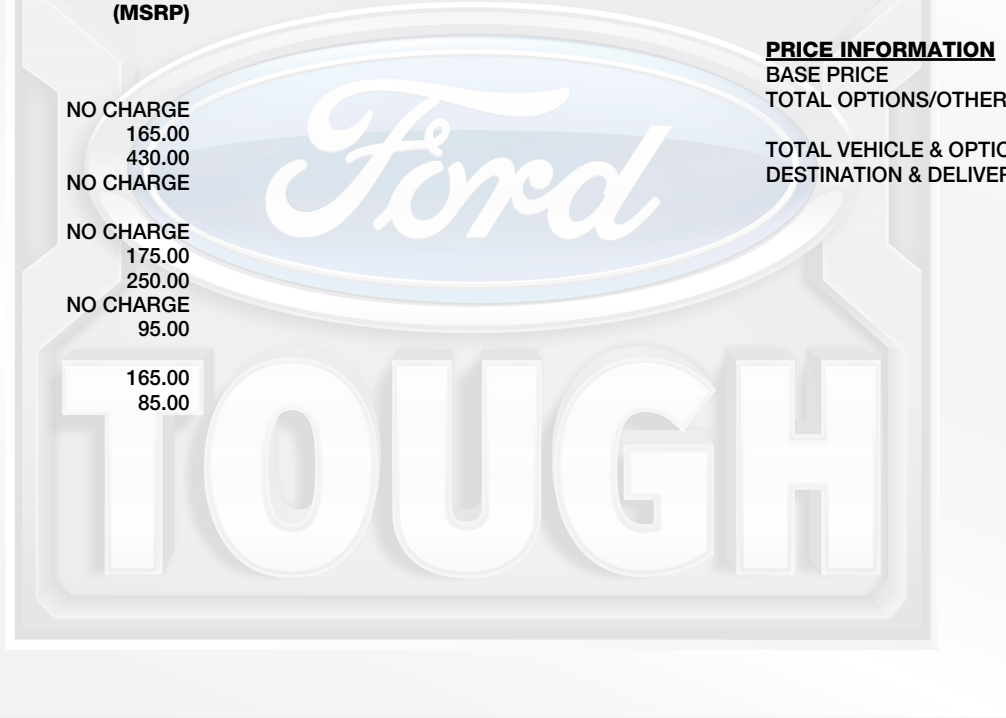 (MSRP)
NO CHARGE
165.00
430.00
NO CHARGE
NO CHARGE
175.00
250.00
NO CHARGE
95.00
165.00
85.00
PRICE INFORMATION
BASE PRICE
TOTAL OPTIONS/OTHER
TOTAL VEHICLE & OPTIO
DESTINATION & DELIVER
Ford
TOUGH